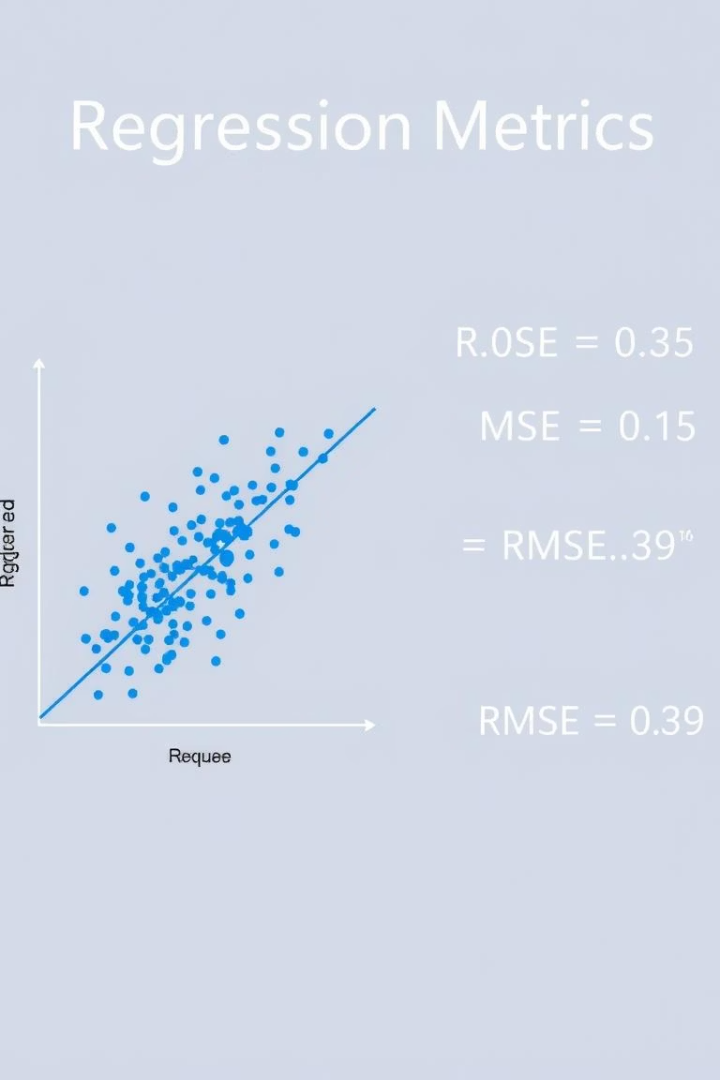 Regression Metrics
R.0SE = 0.35
MSE = 0.15
= RMSE..39
RMSE = 0.39
Requee